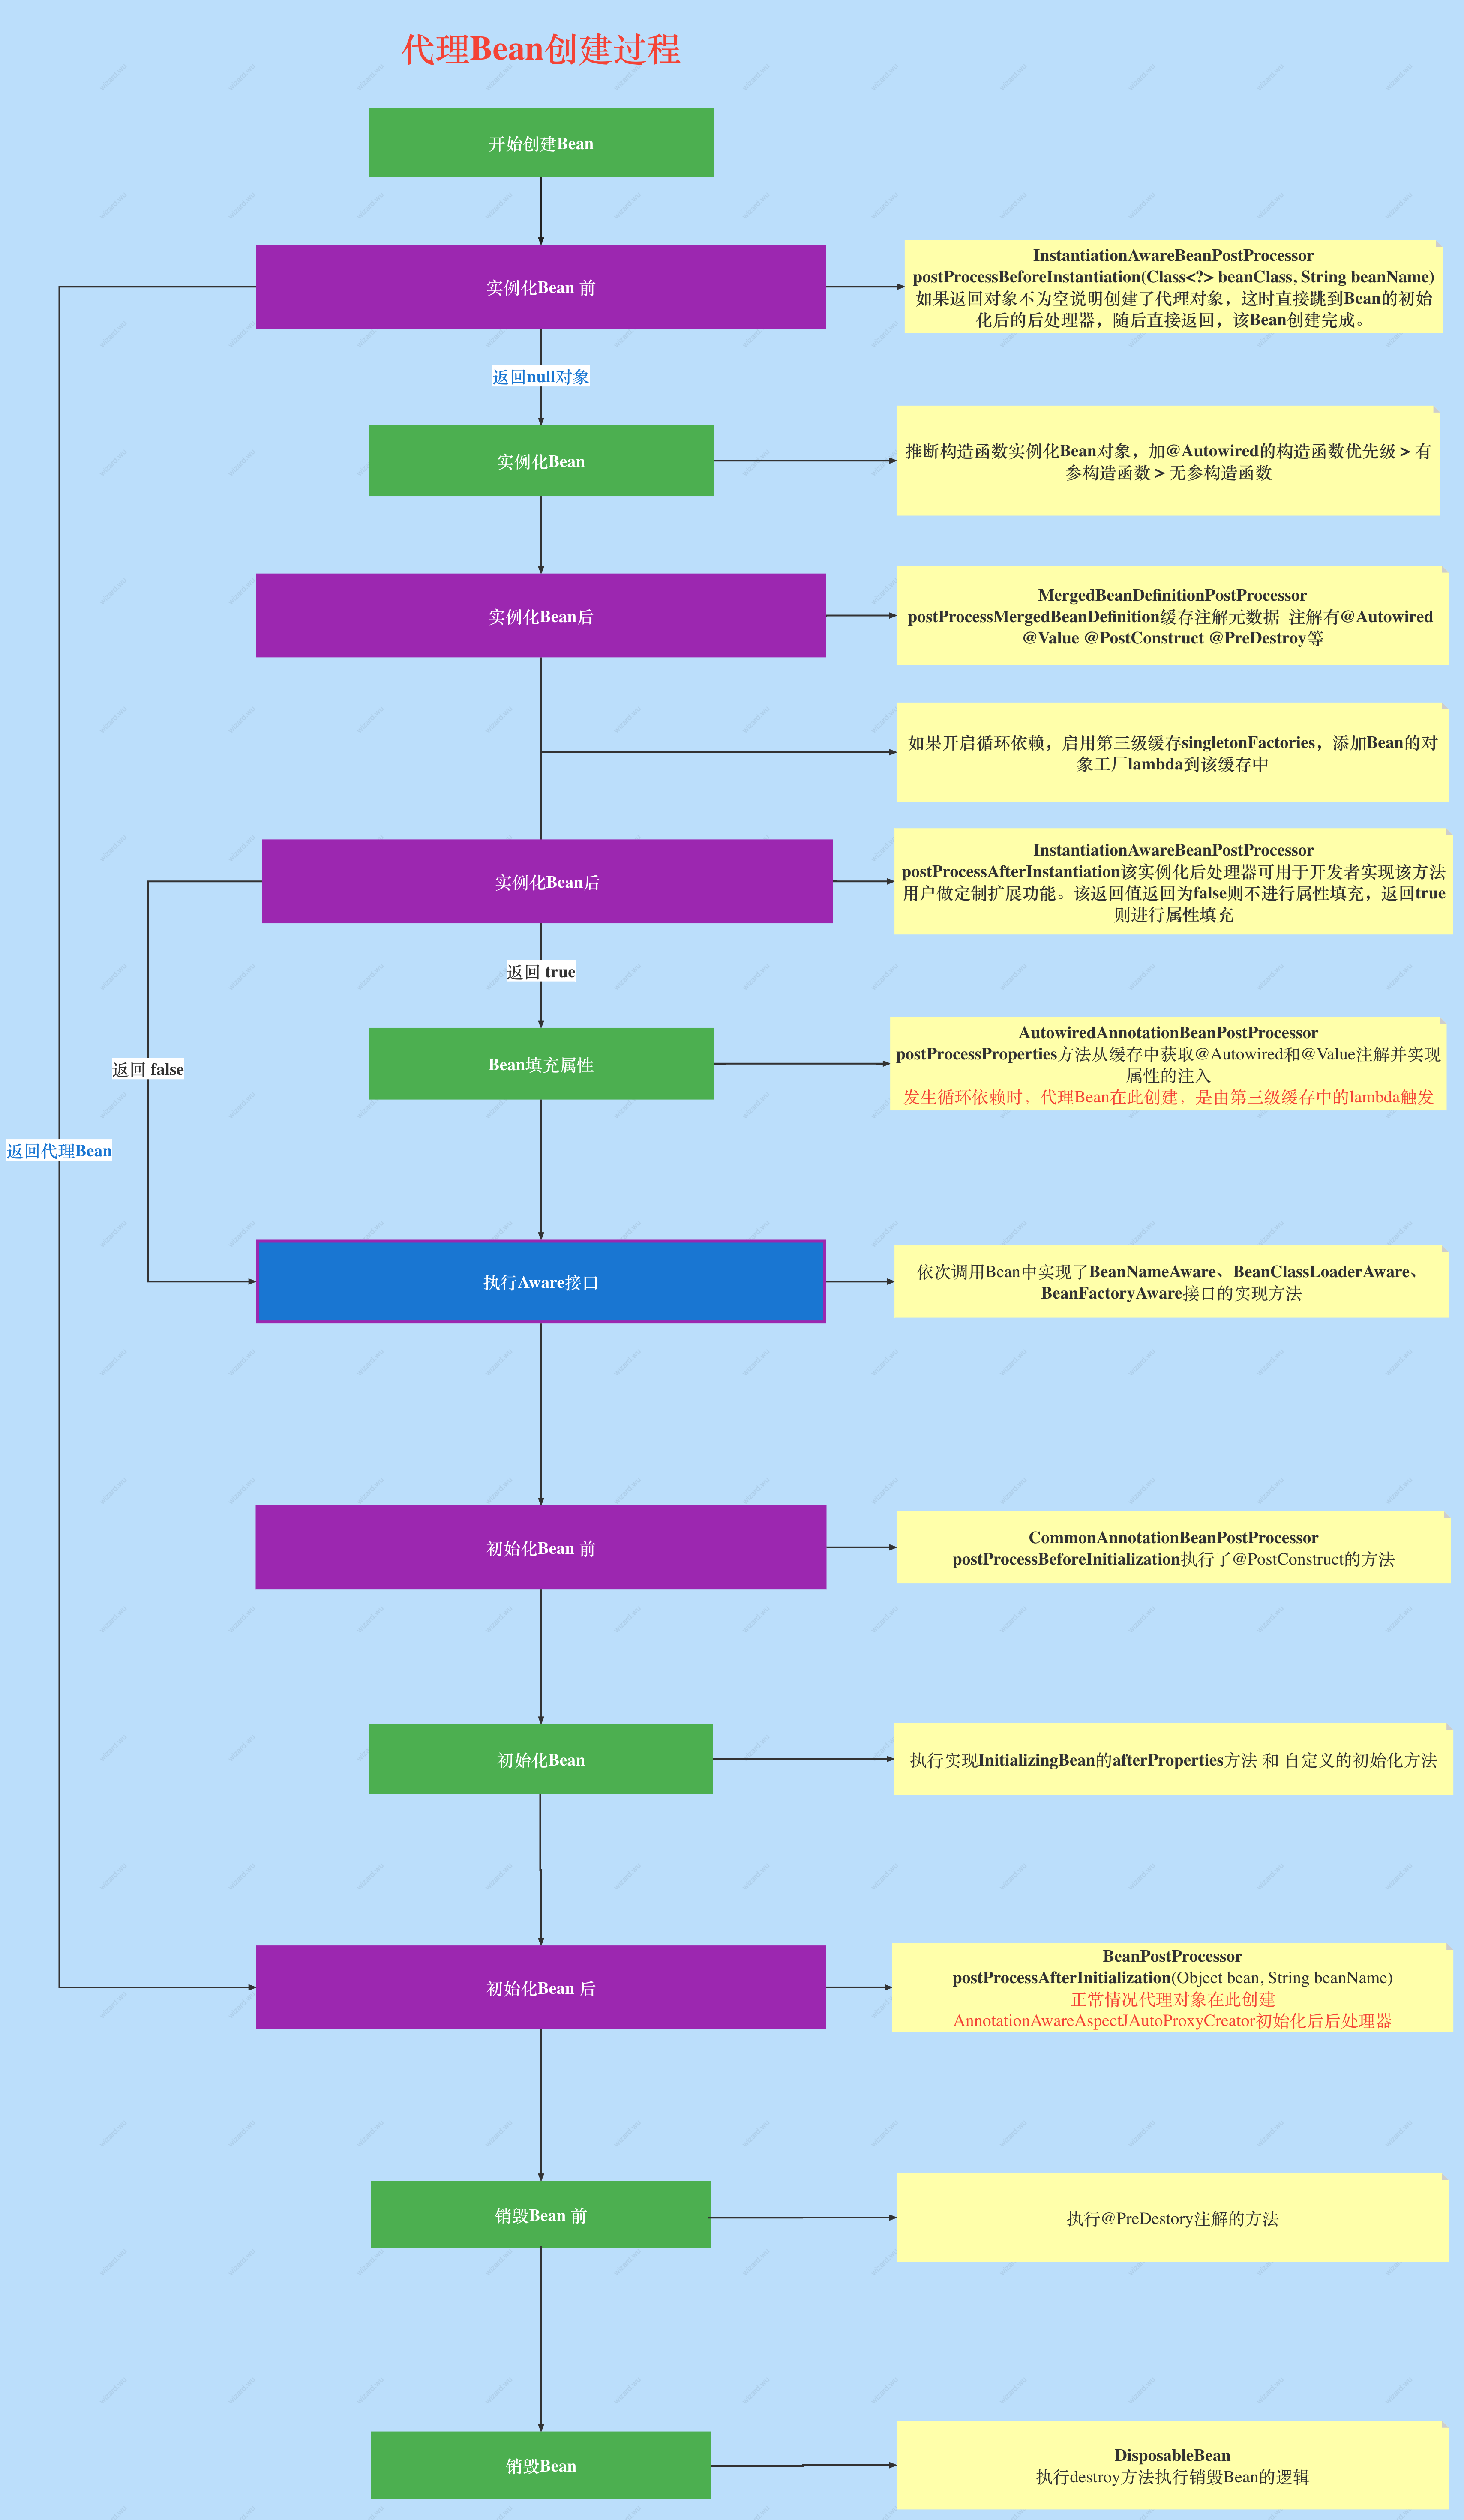 代理Bean创建过程
开始创建Bean
实例化Bean 前
InstantiationAwareBeanPostProcessor
postProcessBeforeInstantiation(Class<?> beanClass, String beanName)
如果返回对象不为空说明创建了代理对象，这时直接跳到Bean的初始
化后的后处理器，随后直接返回，该Bean创建完成。
返回null对象
实例化Bean
推断构造函数实例化Bean对象，加@Autowired的构造函数优先级 > 有
参构造函数 > 无参构造函数
实例化Bean后
MergedBeanDefinitionPostProcessor
postProcessMergedBeanDefinition缓存注解元数据 注解有@Autowired
@Value @PostConstruct @PreDestroy等
如果开启循环依赖，启用第三级缓存singletonFactories，添加Bean的对
象工厂lambda到该缓存中
实例化Bean后
InstantiationAwareBeanPostProcessor
postProcessAfterInstantiation该实例化后处理器可用于开发者实现该方法
用户做定制扩展功能。该返回值返回为false则不进行属性填充，返回true
则进行属性填充
返回 true
返回 false
Bean填充属性
AutowiredAnnotationBeanPostProcessor
postProcessProperties方法从缓存中获取@Autowired和@Value注解并实现
属性的注入
发生循环依赖时，代理Bean在此创建，是由第三级缓存中的lambda触发
返回代理Bean
执行Aware接口
依次调用Bean中实现了BeanNameAware、BeanClassLoaderAware、
BeanFactoryAware接口的实现方法
初始化Bean 前
CommonAnnotationBeanPostProcessor
postProcessBeforeInitialization执行了@PostConstruct的方法
初始化Bean
执行实现InitializingBean的afterProperties方法 和 自定义的初始化方法
初始化Bean 后
BeanPostProcessor
postProcessAfterInitialization(Object bean, String beanName)
正常情况代理对象在此创建
AnnotationAwareAspectJAutoProxyCreator初始化后后处理器
销毁Bean 前
执行@PreDestory注解的方法
销毁Bean
DisposableBean
执行destroy方法执行销毁Bean的逻辑